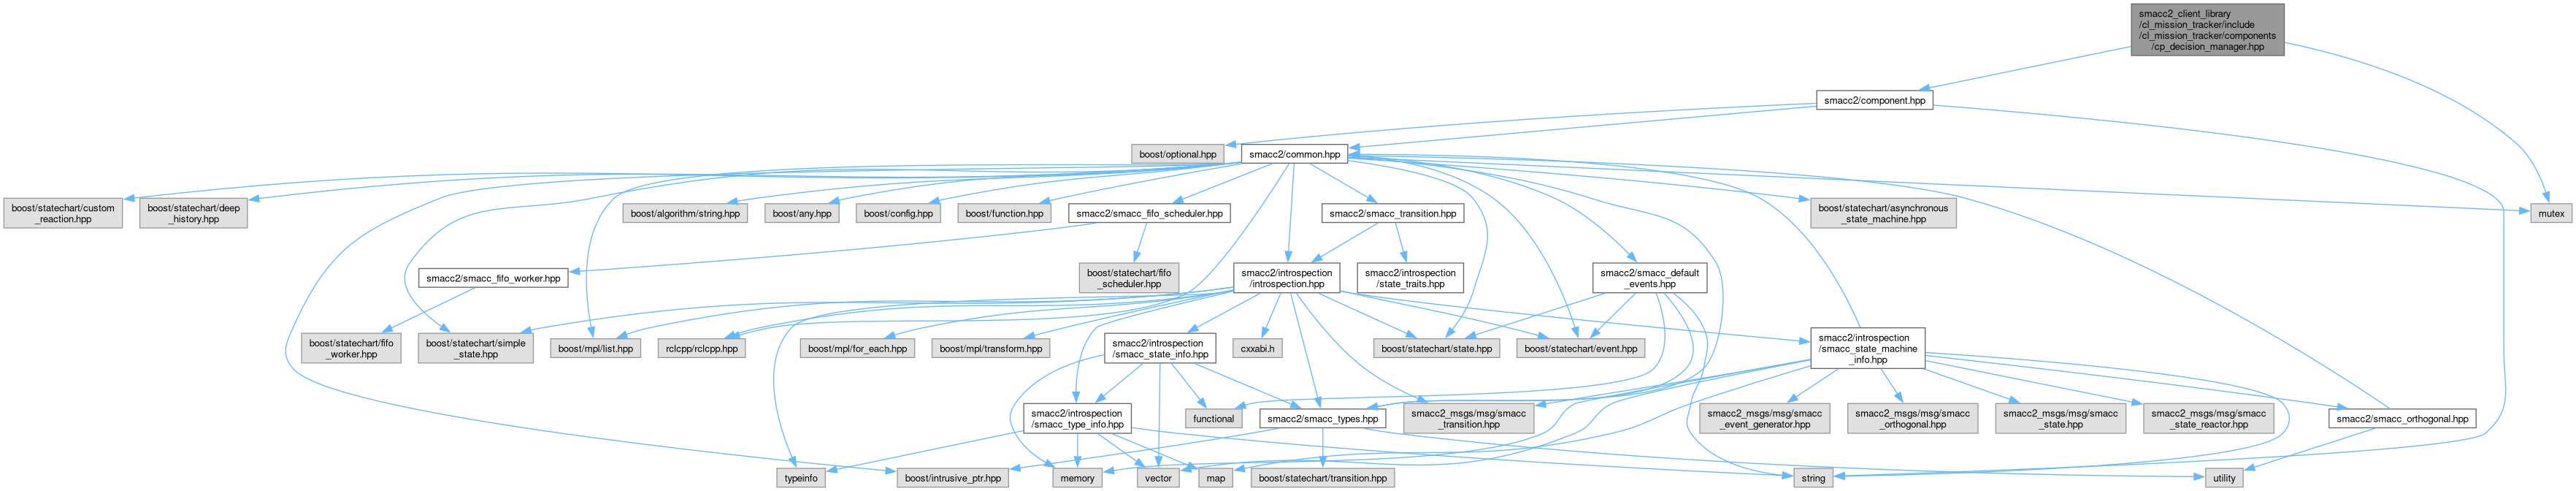 smacc2_client_library
/cl_mission_tracker/include
/cl_mission_tracker/components
/cp_decision_manager.hpp
smacc2/component.hpp
boost/optional.hpp
smacc2/common.hpp
boost/statechart/custom
_reaction.hpp
boost/statechart/deep
_history.hpp
boost/algorithm/string.hpp
boost/any.hpp
boost/config.hpp
boost/function.hpp
smacc2/smacc_fifo_scheduler.hpp
smacc2/smacc_transition.hpp
boost/statechart/asynchronous
_state_machine.hpp
mutex
smacc2/smacc_fifo_worker.hpp
boost/statechart/fifo
_scheduler.hpp
smacc2/introspection
/introspection.hpp
smacc2/introspection
/state_traits.hpp
smacc2/smacc_default
_events.hpp
boost/statechart/fifo
_worker.hpp
boost/statechart/simple
_state.hpp
boost/mpl/list.hpp
rclcpp/rclcpp.hpp
boost/mpl/for_each.hpp
boost/mpl/transform.hpp
smacc2/introspection
/smacc_state_info.hpp
cxxabi.h
boost/statechart/state.hpp
boost/statechart/event.hpp
smacc2/introspection
/smacc_state_machine
_info.hpp
smacc2/introspection
/smacc_type_info.hpp
functional
smacc2/smacc_types.hpp
smacc2_msgs/msg/smacc
_transition.hpp
smacc2_msgs/msg/smacc
_event_generator.hpp
smacc2_msgs/msg/smacc
_orthogonal.hpp
smacc2_msgs/msg/smacc
_state.hpp
smacc2_msgs/msg/smacc
_state_reactor.hpp
smacc2/smacc_orthogonal.hpp
typeinfo
boost/intrusive_ptr.hpp
memory
vector
map
boost/statechart/transition.hpp
string
utility